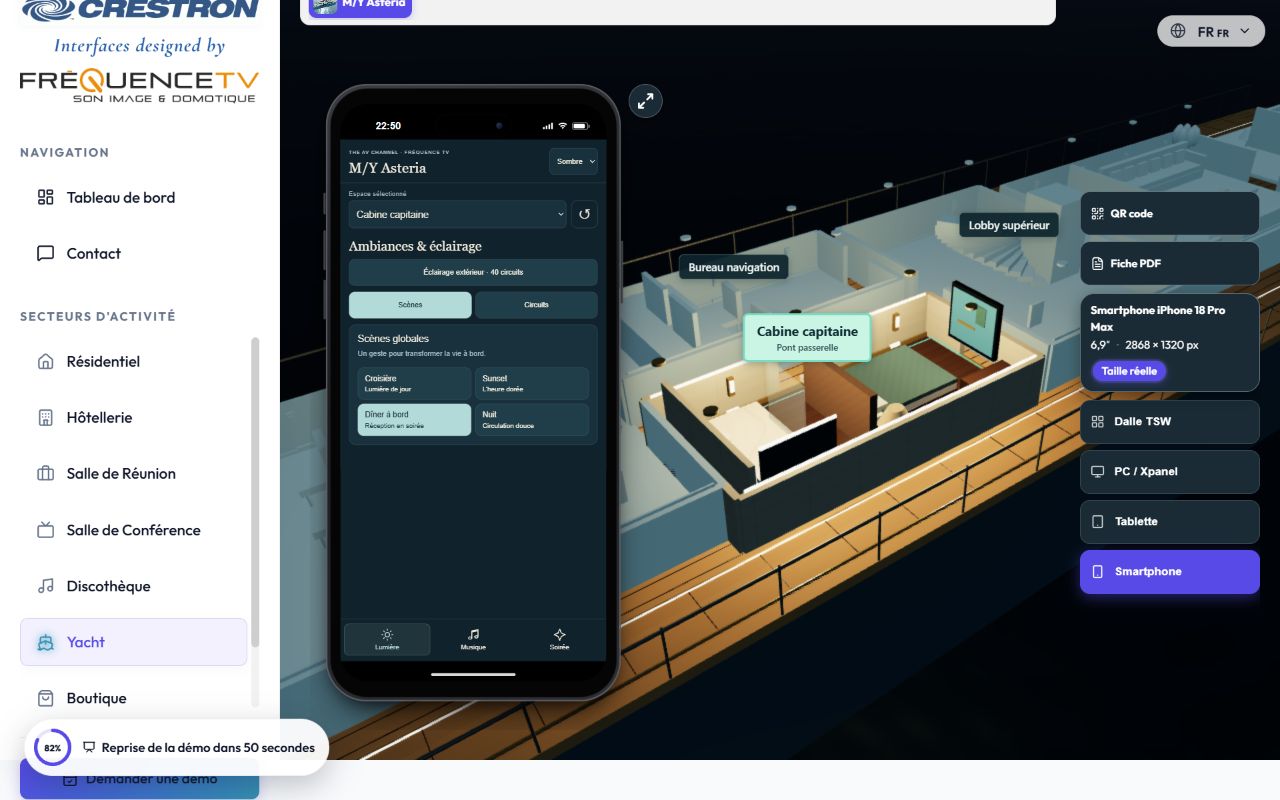 CRESTRON
Interfaces designed by
FRÉQUENCETV
SON IMAGE & DOMOTIQUE
NAVIGATION
Tableau de bord
Contact
SECTEURS D'ACTIVITÉ
Résidentiel
Hôtellerie
Salle de Réunion
Salle de Conférence
Discothèque
Yacht
Boutique
82%
Reprise de la démo dans 50 secondes
Demander une démo
M/Y Asteria
FR FR
22:50
THE AV CHANNEL · FRÉQUENCE TV
M/Y Asteria
Sombre
Espace sélectionné
Cabine capitaine
Ambiances & éclairage
Éclairage extérieur · 40 circuits
Scènes
Circuits
Scènes globales
Un geste pour transformer la vie à bord.
Croisière
Lumière de jour
Sunset
L'heure dorée
Dîner à bord
Réception en soirée
Nuit
Circulation douce
Lumière
Musique
Soirée
Bureau navigation
Lobby supérieur
Cabine capitaine
Pont passerelle
QR code
Fiche PDF
Smartphone iPhone 18 Pro
Max
6,9" · 2868 × 1320 px
Taille réelle
Dalle TSW
PC / Xpanel
Tablette
Smartphone